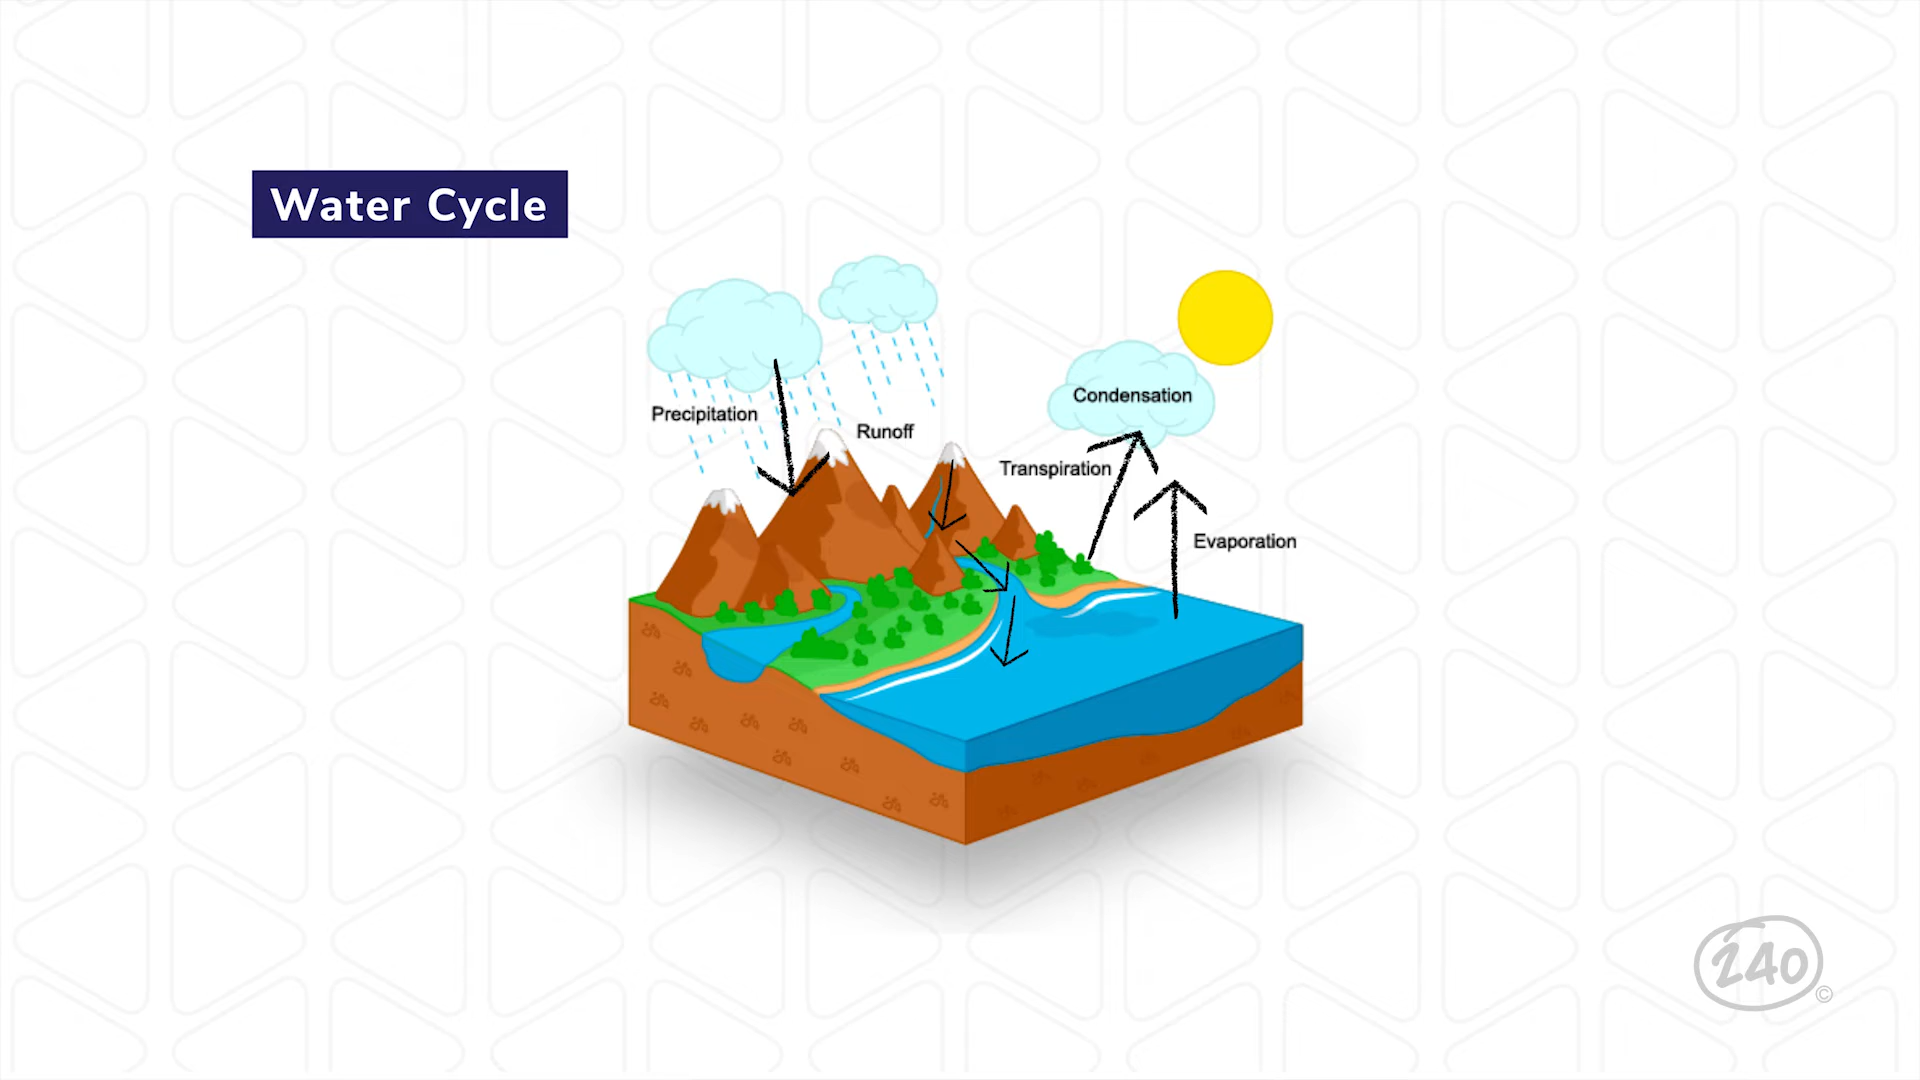 Water Cycle
Condensation
Precipitation
Runoff
Transpiration
Evaporation
240
©